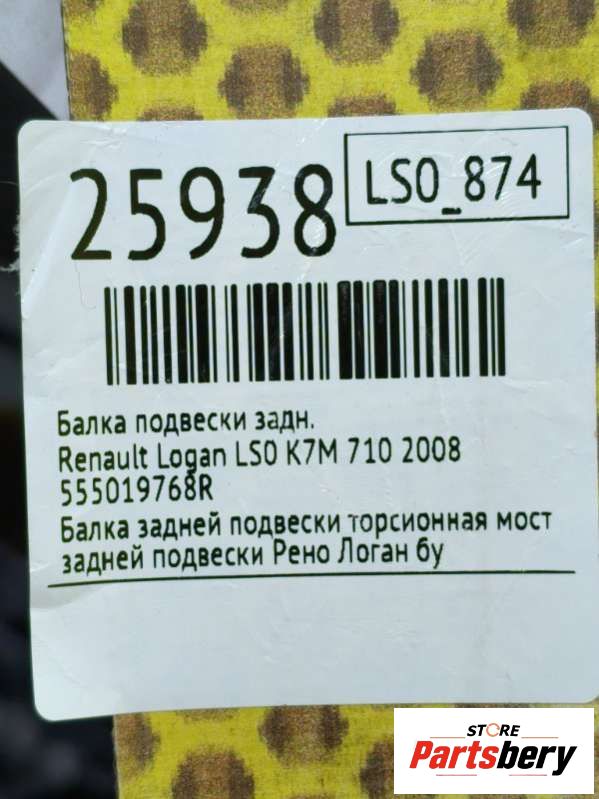 25938
LS0_874
Балка подвески задн.
Renault Logan LS0 K7M 710 2008
555019768R
Балка задней подвески торсионная мост
задней подвески Рено Логан бу
STORE
Partsbery